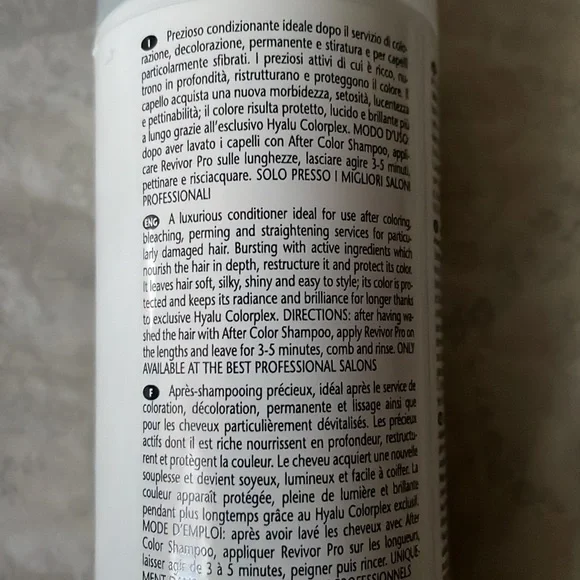 I Prezioso condizionante ideale dopo il servizio di colo-
razione, decolorazione, permanente e stiratura e per capelli
particolarmente sfibrati. I preziosi attivi di cui è ricco, nu-
trono in profondità, ristrutturano e proteggono il colore. Il
capello acquista una nuova morbidezza, setosità, lucentezza
e pettinabilità; il colore risulta protetto, lucido e brillante più
a lungo grazie all'esclusivo Hyalu Colorplex. MODO D'USO:
dopo aver lavato i capelli con After Color Shampoo, appli-
care Revivor Pro sulle lunghezze, lasciare agire 3-5 minuti,
pettinare e risciacquare. SOLO PRESSO I MIGLIORI SALONI
PROFESSIONALI
ENG A luxurious conditioner ideal for use after coloring,
bleaching, perming and straightening services for particu-
larly damaged hair. Bursting with active ingredients which
nourish the hair in depth, restructure it and protect its color.
It leaves hair soft, silky, shiny and easy to style; its color is pro-
tected and keeps its radiance and brilliance for longer thanks
to exclusive Hyalu Colorplex. DIRECTIONS: after having wa-
shed the hair with After Color Shampoo, apply Revivor Pro on
the lengths and leave for 3-5 minutes, comb and rinse. ONLY
AVAILABLE AT THE BEST PROFESSIONAL SALONS
F Après-shampooing précieux, idéal après le service de
coloration, décoloration, permanente et lissage ainsi que
pour les cheveux particulièrement dévitalisés. Les précieux
actifs dont il est riche nourrissent en profondeur, restructu-
rent et protègent la couleur. Le cheveu acquiert une nouvelle
souplesse et devient soyeux, lumineux et facile à coiffer. La
couleur apparaît protégée, pleine de lumière et brillante
pendant plus longtemps grâce au Hyalu Colorplex exclusif.
MODE D'EMPLOI: après avoir lavé les cheveux avec After
Color Shampoo, appliquer Revivor Pro sur les longueurs,
laisser agir de 3 à 5 minutes, peigner puis rincer. UNIQUE-
MENT